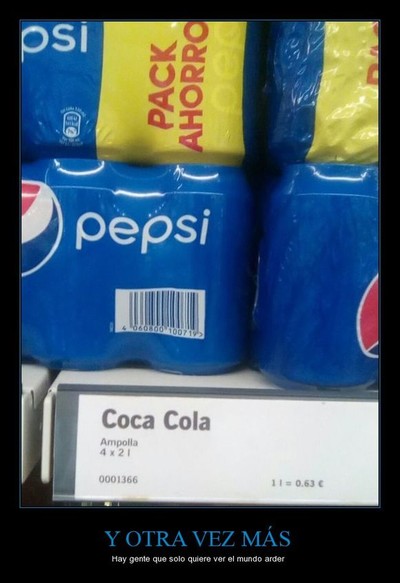 psi
PACK
AHORRO
pepsi
4 060800 100719
Coca Cola
Ampolla
4 x 2 l
0001366
1 l = 0,63 €
Y OTRA VEZ MÁS
Hay gente que solo quiere ver el mundo arder